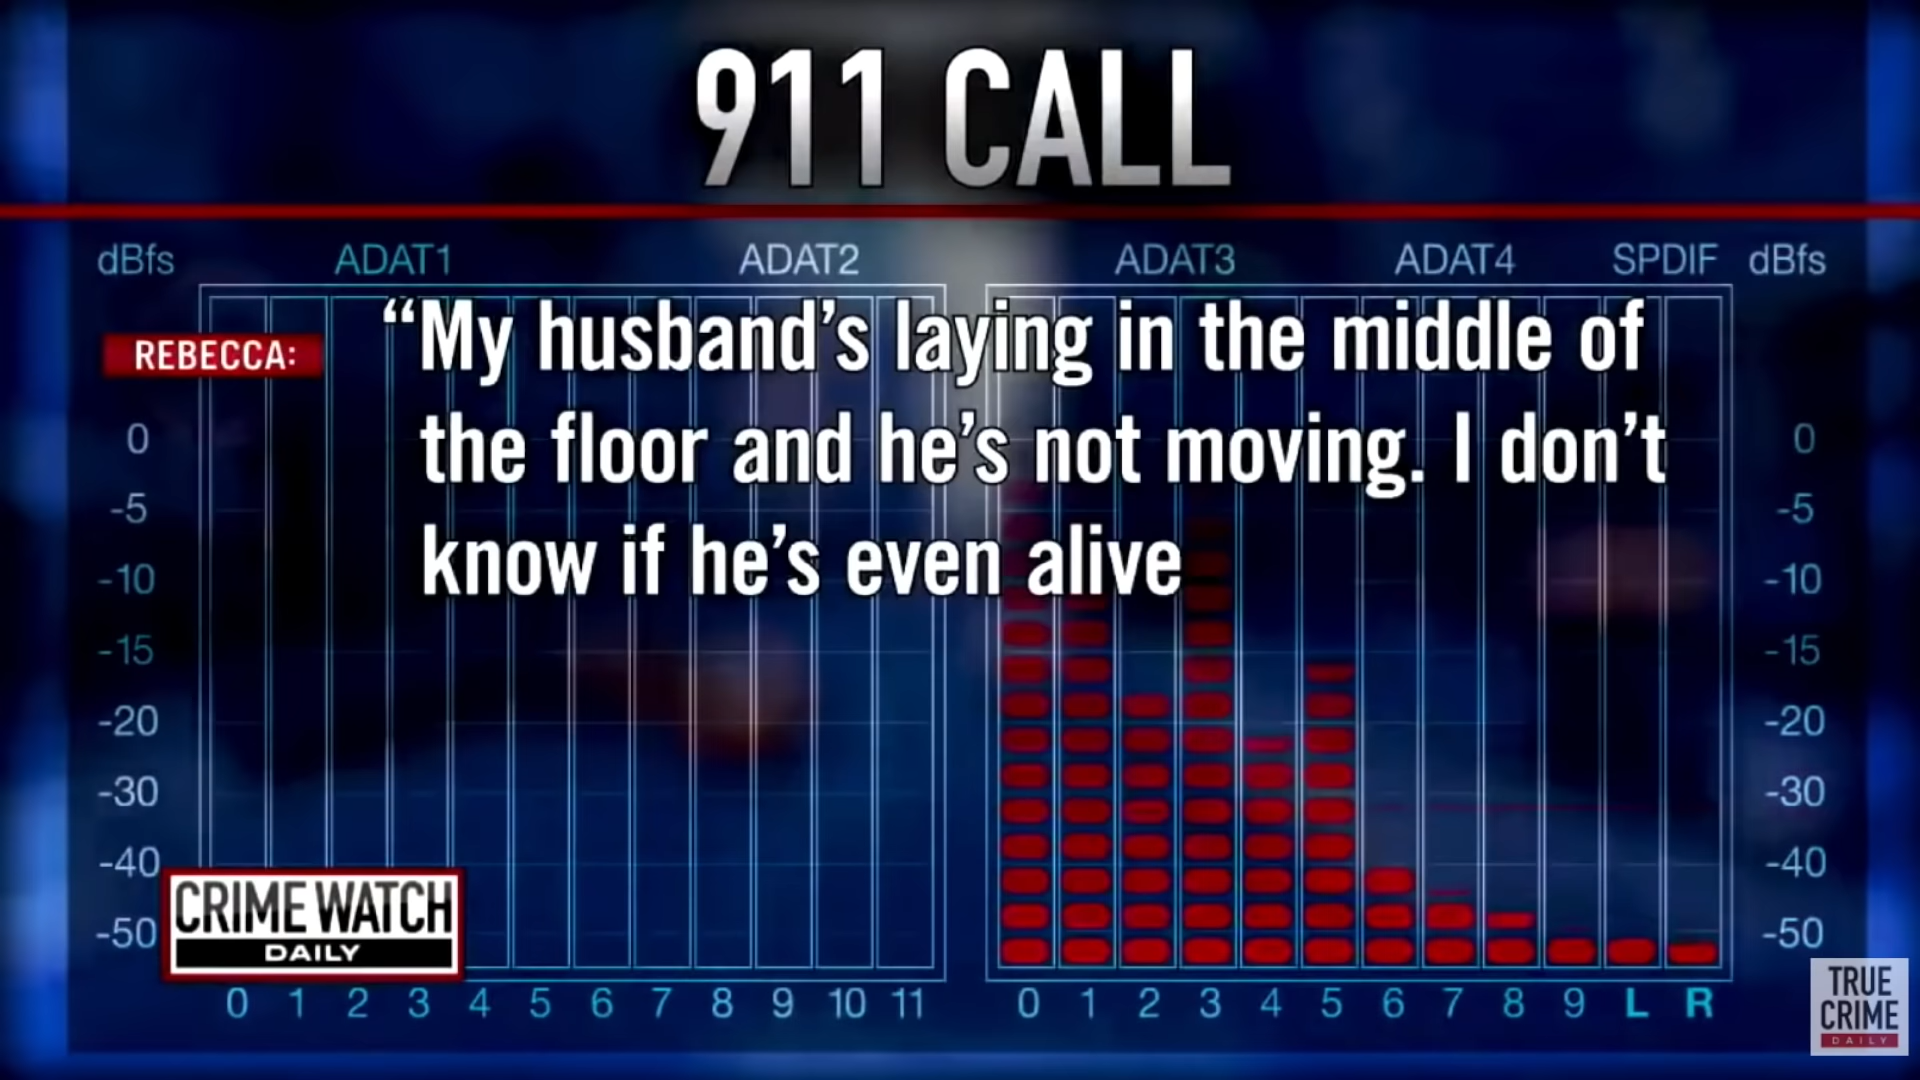 911 CALL
dBfs ADAT1 ADAT2 ADAT3 ADAT4 SPDIF dBfs
REBECCA:
“My husband’s laying in the middle of
the floor and he’s not moving. I don’t
know if he’s even alive
0 0
-5 -5
-10 -10
-15 -15
-20 -20
-30 -30
-40 -40
-50 -50
CRIME WATCH
DAILY
0 1 2 3 4 5 6 7 8 9 10 11 0 1 2 3 4 5 6 7 8 9 L R
TRUE
CRIME
DAILY